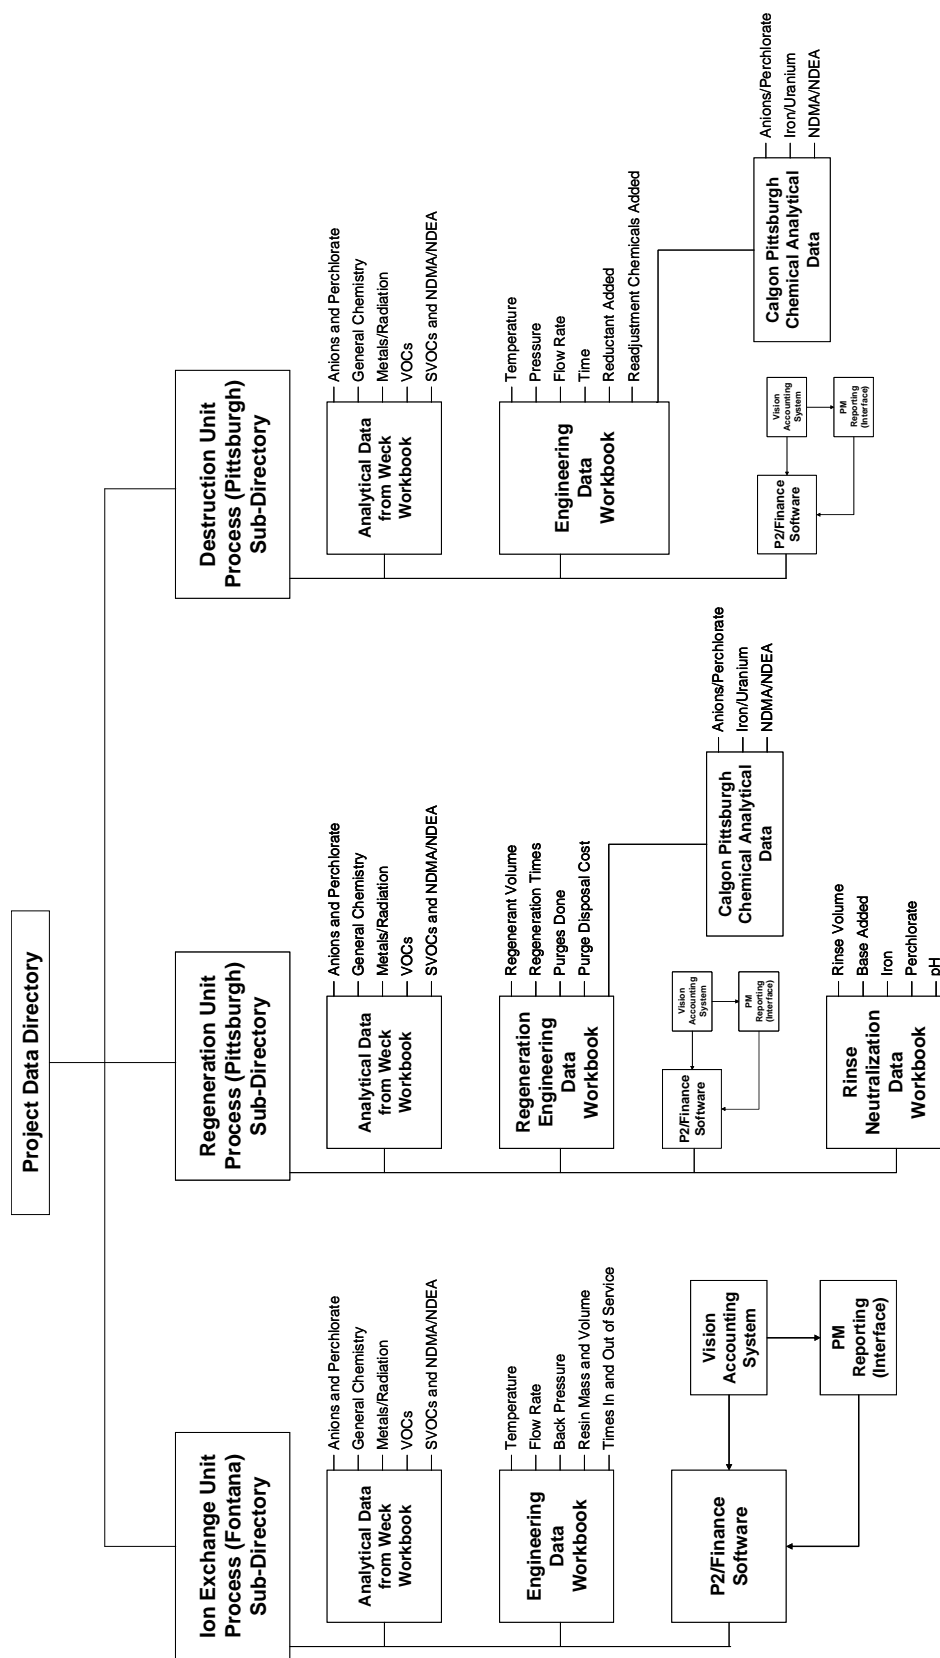 Project Data Directory
Ion Exchange Unit
Process (Fontana)
Sub-Directory
Analytical Data
from Weck
Workbook
Anions and Perchlorate
General Chemistry
Metals/Radiation
VOCs
SVOCs and NDMA/NDEA
Engineering
Data
Workbook
Temperature
Flow Rate
Back Pressure
Resin Mass and Volume
Times In and Out of Service
P2/Finance
Software
Vision
Accounting
System
PM
Reporting
(Interface)
Regeneration Unit
Process (Pittsburgh)
Sub-Directory
Analytical Data
from Weck
Workbook
Anions and Perchlorate
General Chemistry
Metals/Radiation
VOCs
SVOCs and NDMA/NDEA
Regeneration
Engineering
Data
Workbook
Regenerant Volume
Regeneration Times
Purges Done
Purge Disposal Cost
Calgon Pittsburgh
Chemical Analytical
Data
Anions/Perchlorate
Iron/Uranium
NDMA/NDEA
P2/Finance
Software
Vision
Accounting
System
PM
Reporting
(Interface)
Rinse
Neutralization
Data
Workbook
Rinse Volume
Base Added
Iron
Perchlorate
pH
Destruction Unit
Process (Pittsburgh)
Sub-Directory
Analytical Data
from Weck
Workbook
Anions and Perchlorate
General Chemistry
Metals/Radiation
VOCs
SVOCs and NDMA/NDEA
Engineering
Data
Workbook
Temperature
Pressure
Flow Rate
Time
Reductant Added
Readjustment Chemicals Added
Calgon Pittsburgh
Chemical Analytical
Data
Anions/Perchlorate
Iron/Uranium
NDMA/NDEA
P2/Finance
Software
Vision
Accounting
System
PM
Reporting
(Interface)